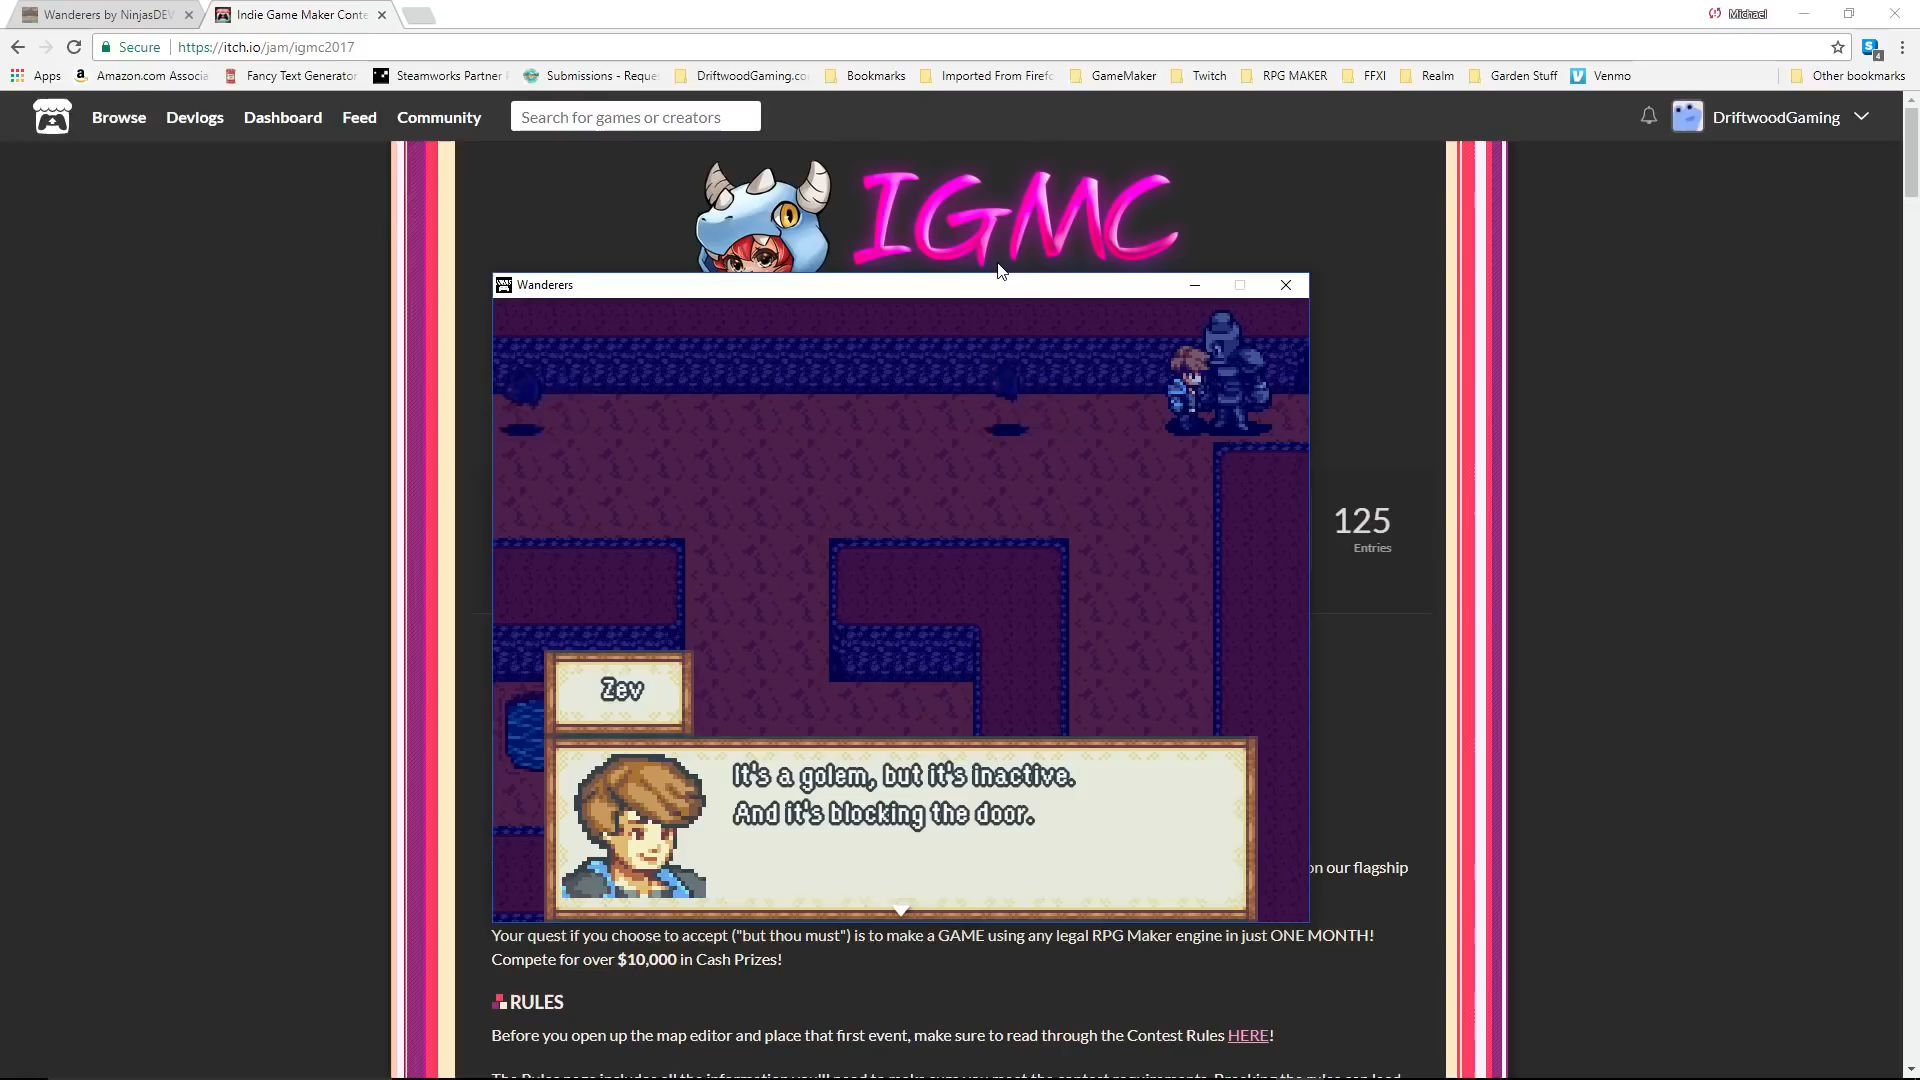 Wanderers by NinjasDEV
Indie Game Maker Conte
Michael
Secure
https://itch.io/jam/igmc2017
4
Apps
Amazon.com Associa
Fancy Text Generator
Steamworks Partner
Submissions - Reque
DriftwoodGaming.co
Bookmarks
Imported From Firefo
GameMaker
Twitch
RPG MAKER
FFXI
Realm
Garden Stuff
Venmo
Other bookmarks
Browse
Devlogs
Dashboard
Feed
Community
Search for games or creators
DriftwoodGaming
IGMC
Wanderers
125
Entries
Zev
It's a golem, but it's inactive.
And it's blocking the door.
on our flagship
Your quest if you choose to accept ("but thou must") is to make a GAME using any legal RPG Maker engine in just ONE MONTH!
Compete for over $10,000 in Cash Prizes!
RULES
Before you open up the map editor and place that first event, make sure to read through the Contest Rules HERE!